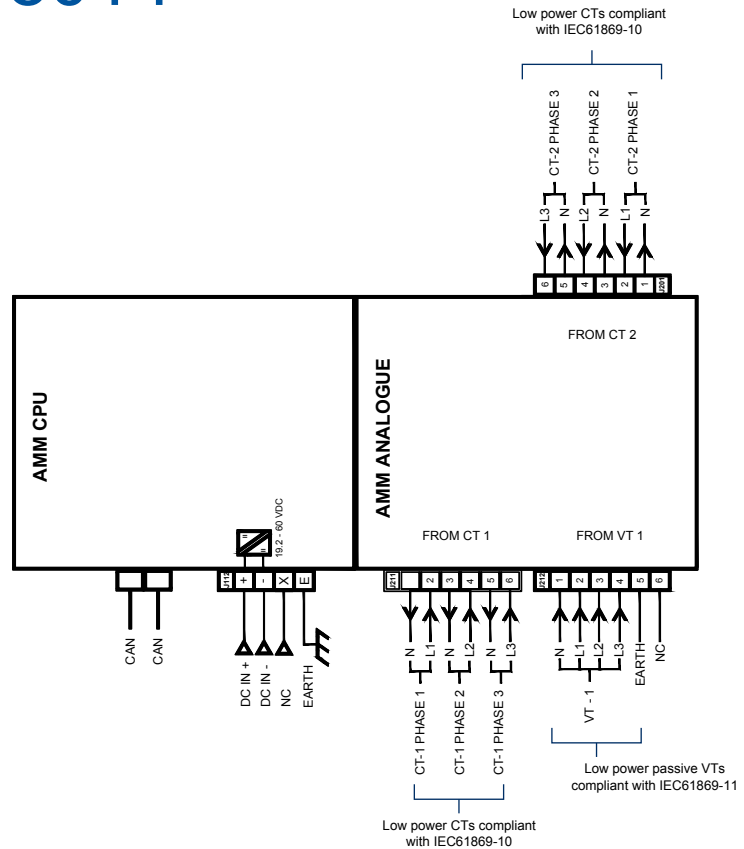 Low power CTs compliant
with IEC61869-10
CT-2 PHASE 3
CT-2 PHASE 2
CT-2 PHASE 1
L3
N
L2
N
L1
N
6
5
4
3
2
1
J201
FROM CT 2
AMM CPU
AMM ANALOGUE
19.2 - 60 VDC
FROM CT 1
FROM VT 1
J112
+
-
X
E
J211
2
3
4
5
6
J212
1
2
3
4
5
6
CAN
CAN
DC IN +
DC IN -
NC
EARTH
N
L1
N
L2
N
L3
CT-1 PHASE 1
CT-1 PHASE 2
CT-1 PHASE 3
N
L1
L2
L3
EARTH
NC
VT - 1
Low power passive VTs
compliant with IEC61869-11
Low power CTs compliant
with IEC61869-10